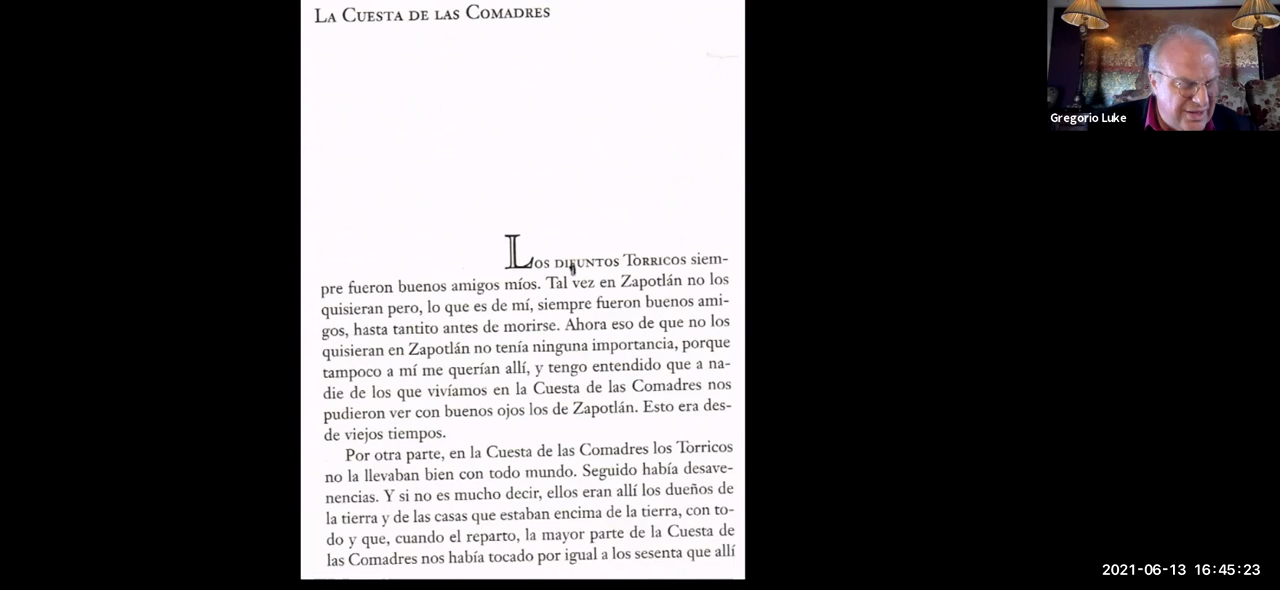 LA CUESTA DE LAS COMADRES
Gregorio Luke
LOS DIFUNTOS TORRICOS siem-
pre fueron buenos amigos míos. Tal vez en Zapotlán no los
quisieran pero, lo que es de mí, siempre fueron buenos ami-
gos, hasta tantito antes de morirse. Ahora eso de que no los
quisieran en Zapotlán no tenía ninguna importancia, porque
tampoco a mí me querían allí, y tengo entendido que a na-
die de los que vivíamos en la Cuesta de las Comadres nos
pudieron ver con buenos ojos los de Zapotlán. Esto era des-
de viejos tiempos.
Por otra parte, en la Cuesta de las Comadres los Torricos
no la llevaban bien con todo mundo. Seguido había desave-
nencias. Y si no es mucho decir, ellos eran allí los dueños de
la tierra y de las casas que estaban encima de la tierra, con to-
do y que, cuando el reparto, la mayor parte de la Cuesta de
las Comadres nos había tocado por igual a los sesenta que allí
2021-06-13 16:45:23